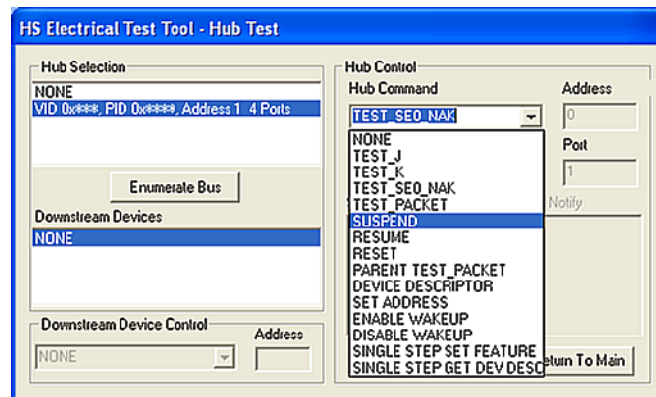 HS Electrical Test Tool - Hub Test
Hub Selection
NONE
VID 0x***, PID 0x****, Address 1 4 Ports
Enumerate Bus
Downstream Devices
NONE
Downstream Device Control
Address
NONE
Hub Control
Hub Command
Address
TEST_SE0_NAK
0
Port
1
NONE
TEST_J
TEST_K
TEST_SE0_NAK
TEST_PACKET
SUSPEND
RESUME
RESET
PARENT TEST_PACKET
DEVICE DESCRIPTOR
SET ADDRESS
ENABLE WAKEUP
DISABLE WAKEUP
SINGLE STEP SET FEATURE
SINGLE STEP GET DEV DESC
Notify
eturn To Main